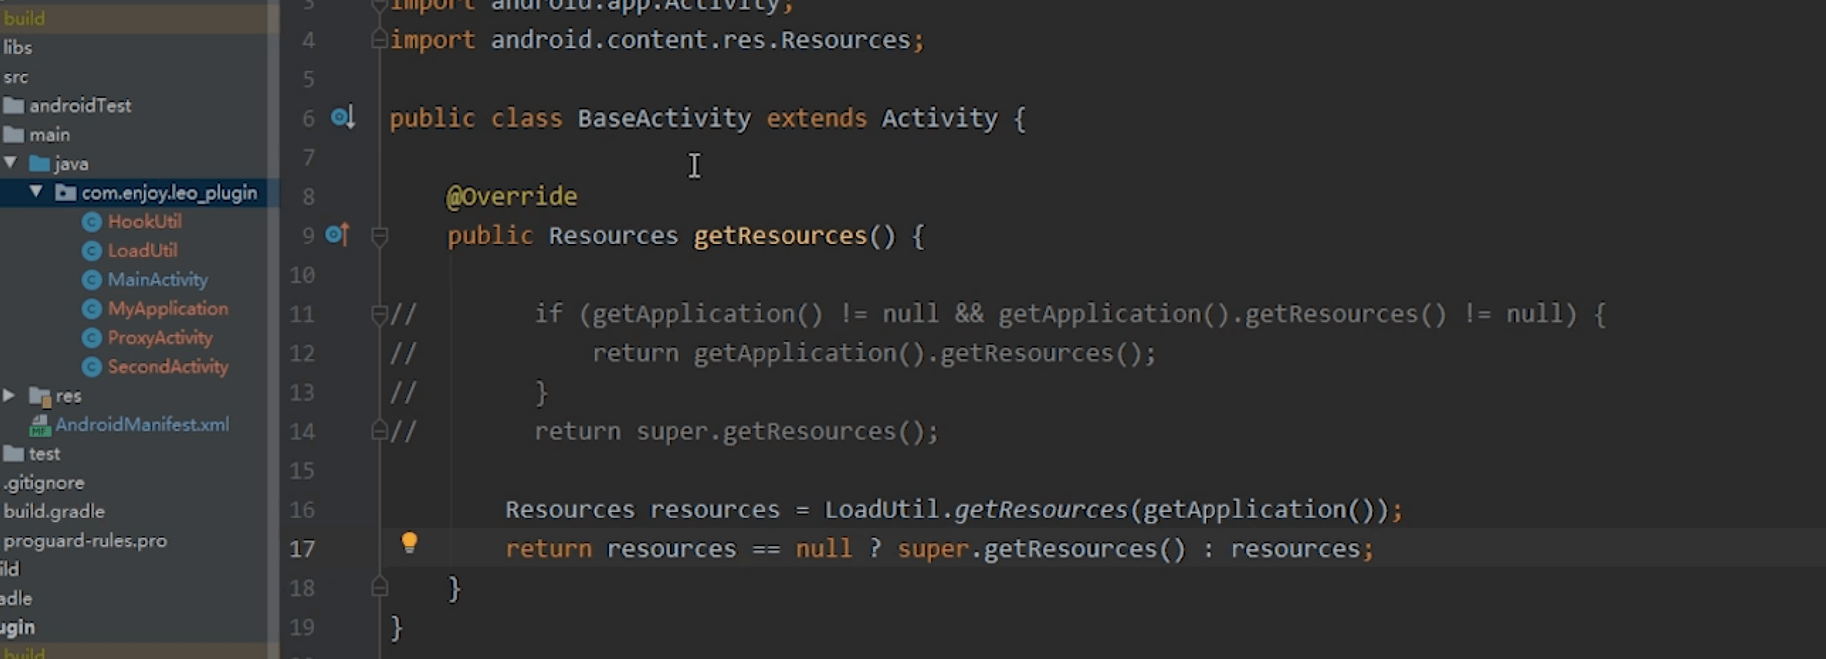 build
libs
src
androidTest
main
java
com.enjoy.leo_plugin
HookUtil
LoadUtil
MainActivity
MyApplication
ProxyActivity
SecondActivity
res
AndroidManifest.xml
test
.gitignore
build.gradle
proguard-rules.pro
ild
adle
ugin
build
3 import android.app.Activity;
4 import android.content.res.Resources;
5
6 public class BaseActivity extends Activity {
7
8 @Override
9 public Resources getResources() {
10
11 // if (getApplication() != null && getApplication().getResources() != null) {
12 // return getApplication().getResources();
13 // }
14 // return super.getResources();
15
16 Resources resources = LoadUtil.getResources(getApplication());
17 return resources == null ? super.getResources() : resources;
18 }
19 }